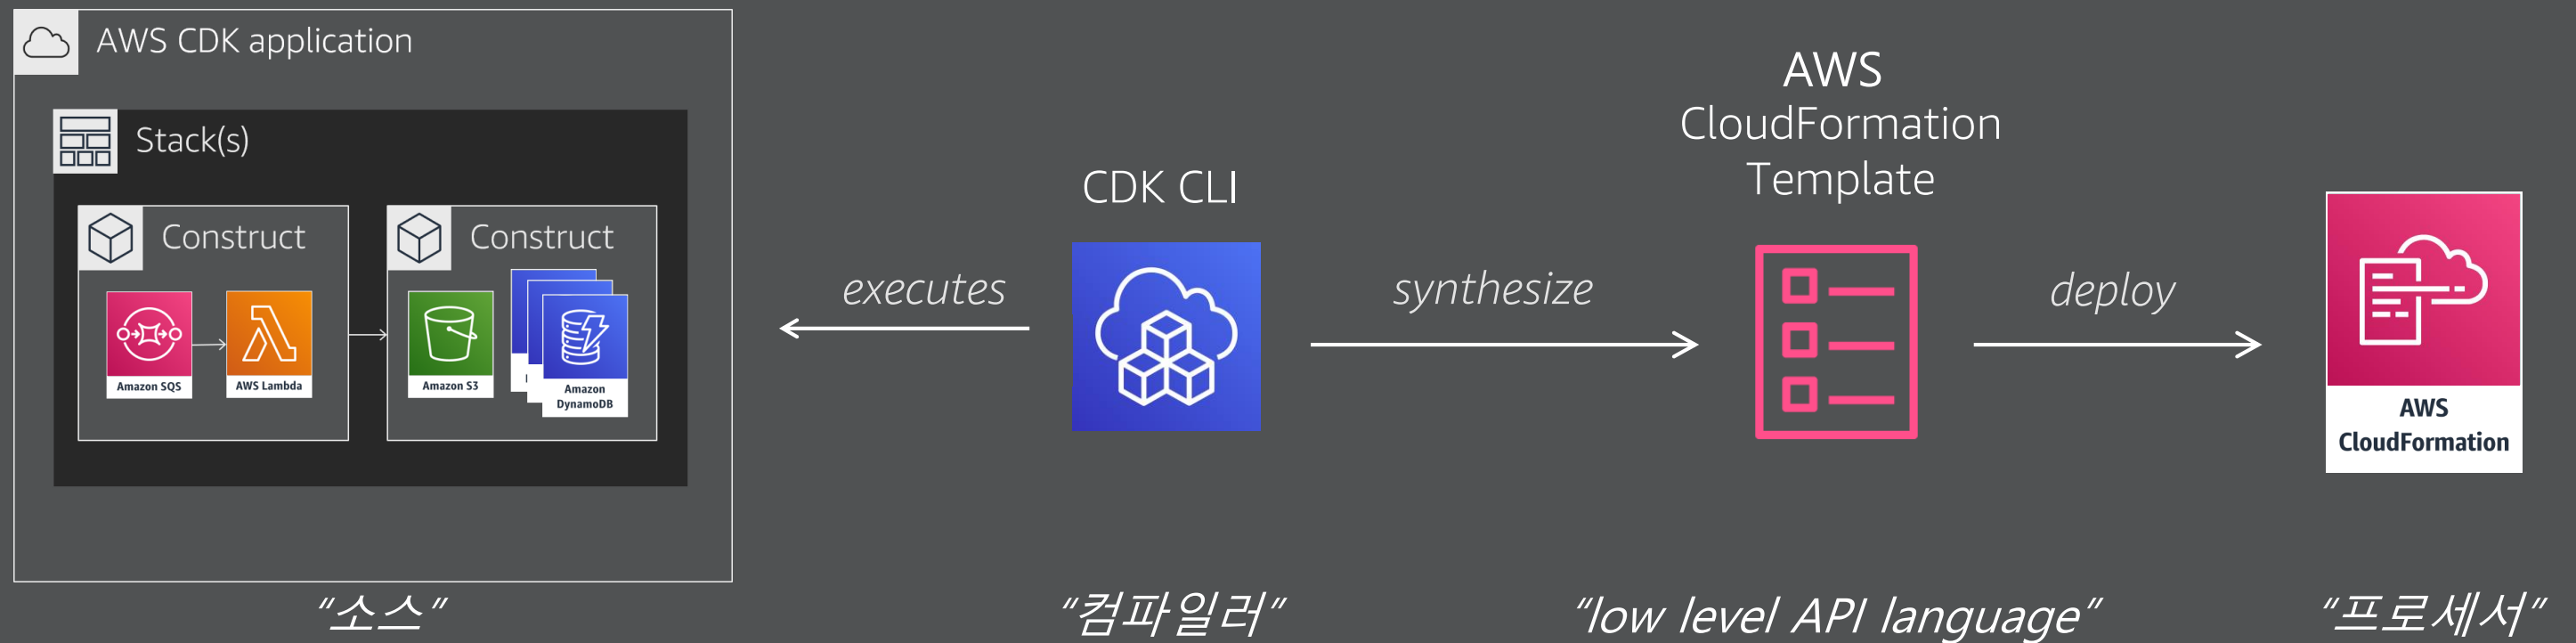 AWS CDK application
Stack(s)
Construct
Amazon SQS
AWS Lambda
Construct
Amazon S3
Amazon
DynamoDB
executes
CDK CLI
synthesize
AWS
CloudFormation
Template
deploy
AWS
CloudFormation
“소스”
“컴파일러”
“low level API language”
“프로세서”